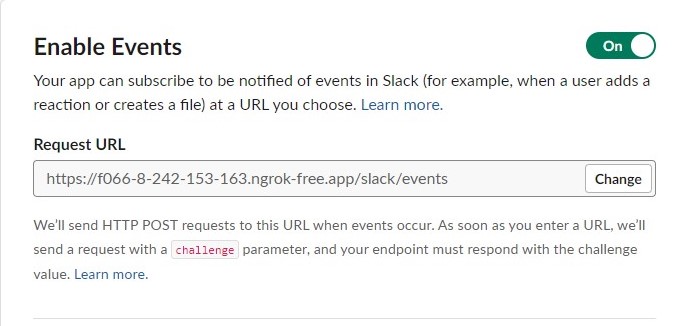 Enable Events
On
Your app can subscribe to be notified of events in Slack (for example, when a user adds a
reaction or creates a file) at a URL you choose. Learn more.
Request URL
https://f066-8-242-153-163.ngrok-free.app/slack/events
Change
We’ll send HTTP POST requests to this URL when events occur. As soon as you enter a URL, we’ll
send a request with a challenge parameter, and your endpoint must respond with the challenge
value. Learn more.